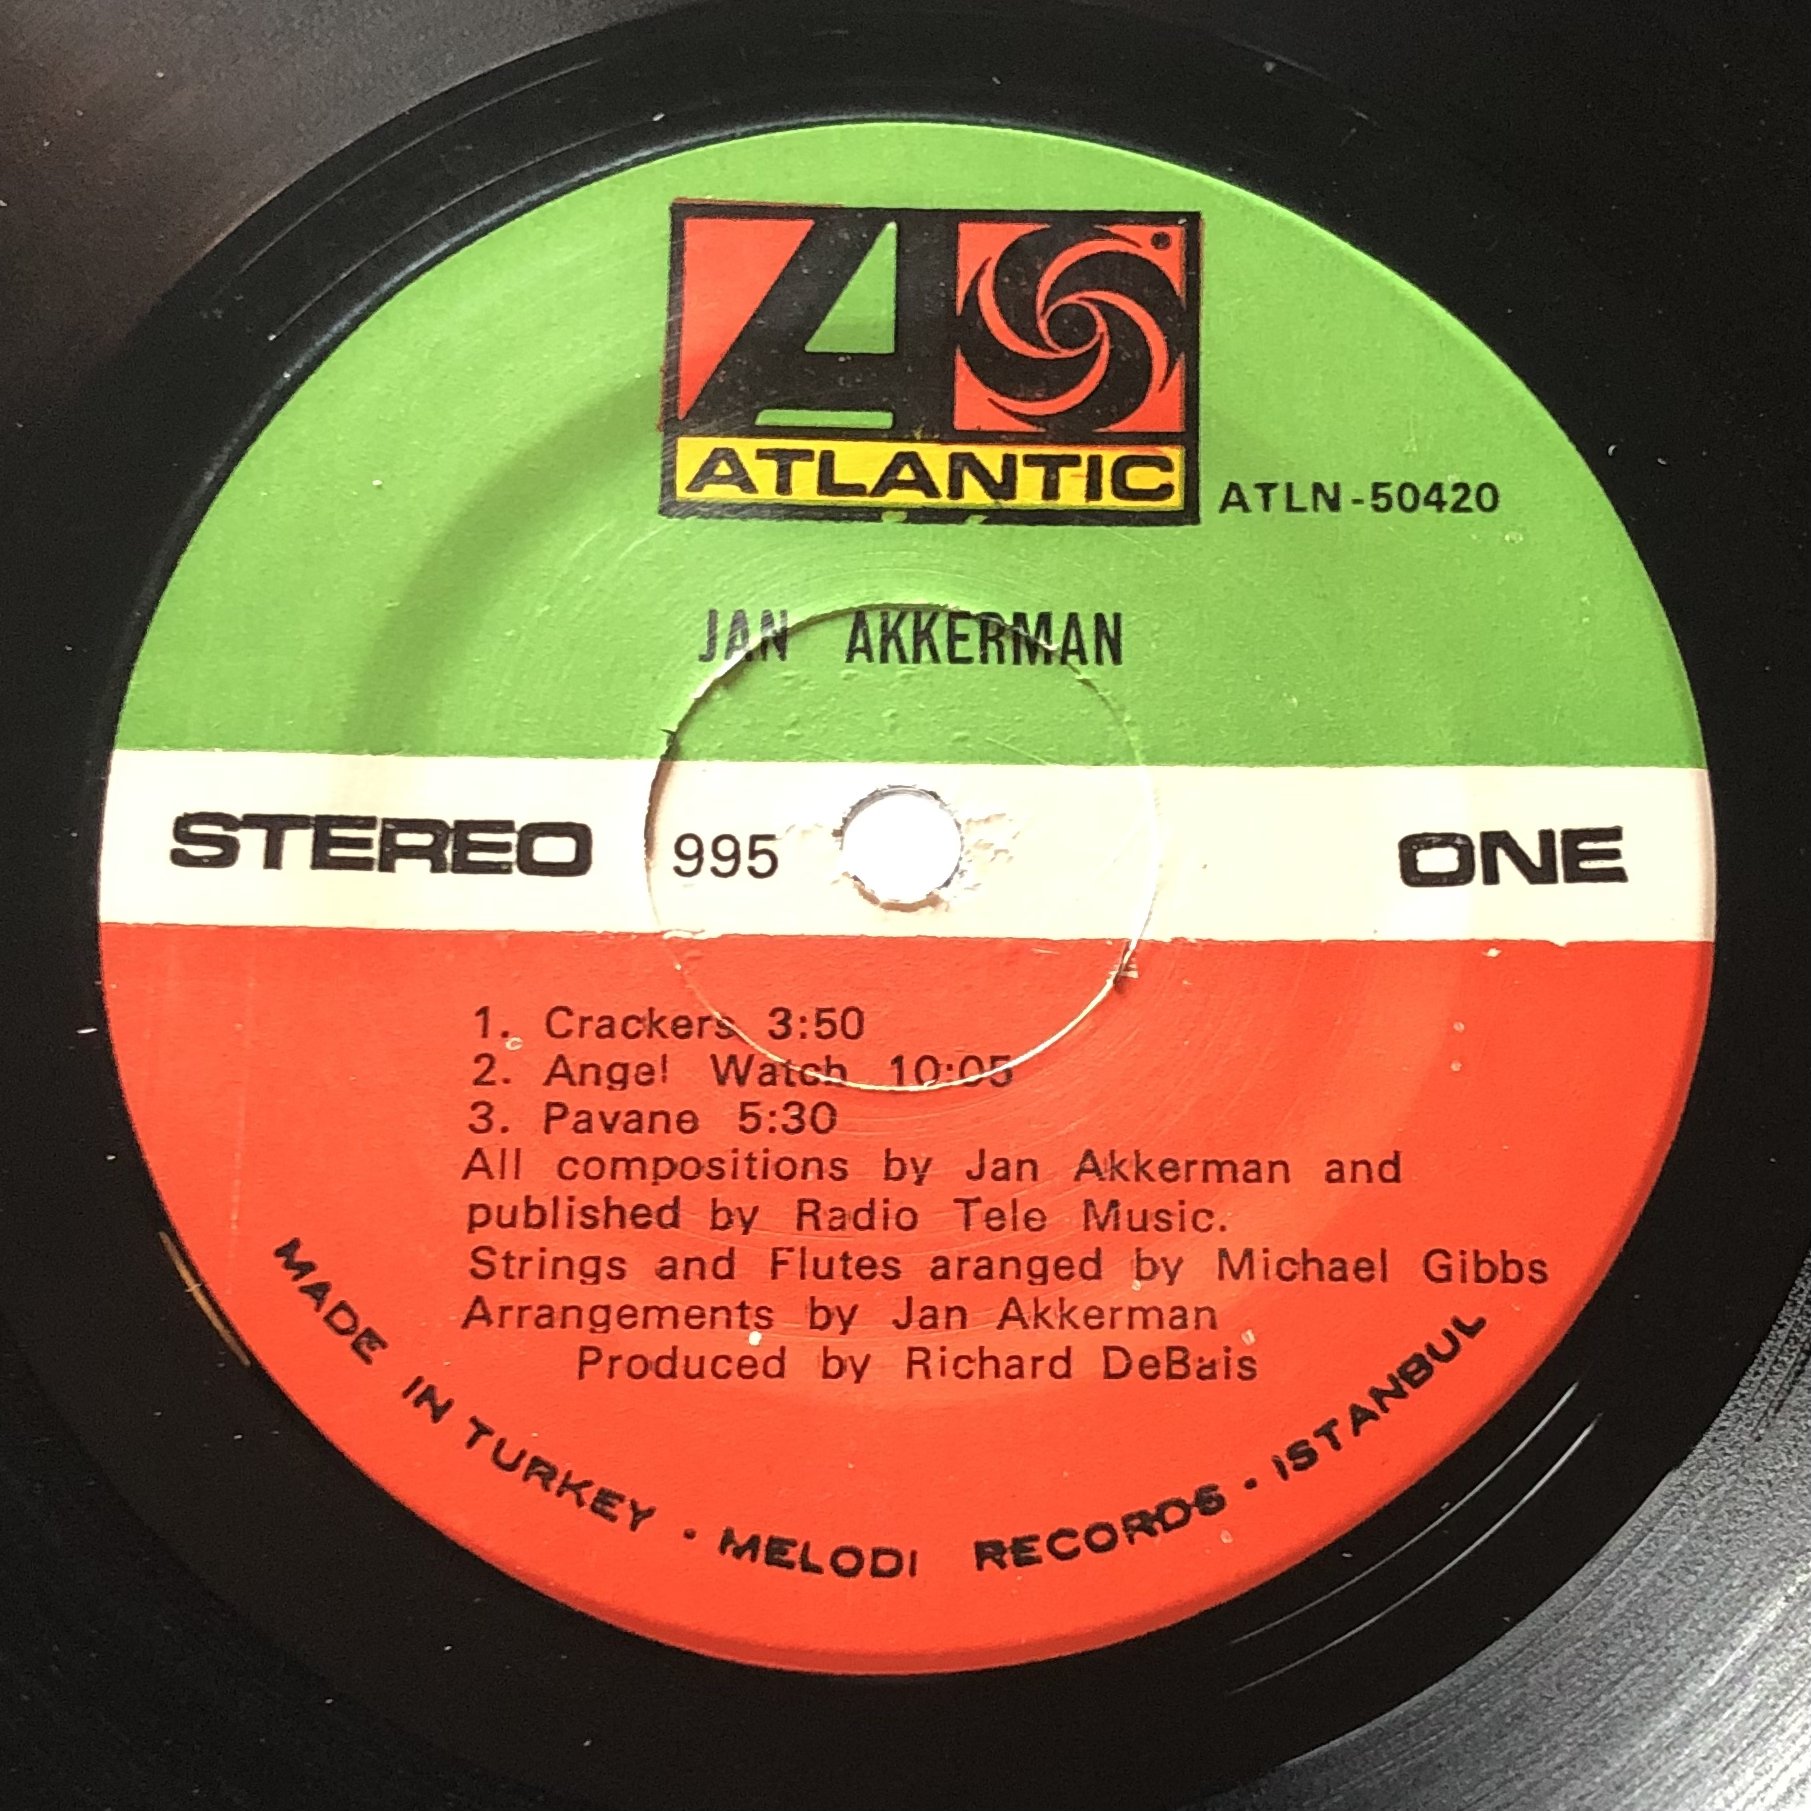 ATLANTIC
ATLN-50420
JAN AKKERMAN
STEREO 995 ONE
1. Crackers 3:50
2. Angel Watch 10:05
3. Pavane 5:30
All compositions by Jan Akkerman and
published by Radio Tele Music.
Strings and Flutes aranged by Michael Gibbs
Arrangements by Jan Akkerman
Produced by Richard DeBais
MADE IN TURKEY · MELODI RECORDS · ISTANBUL